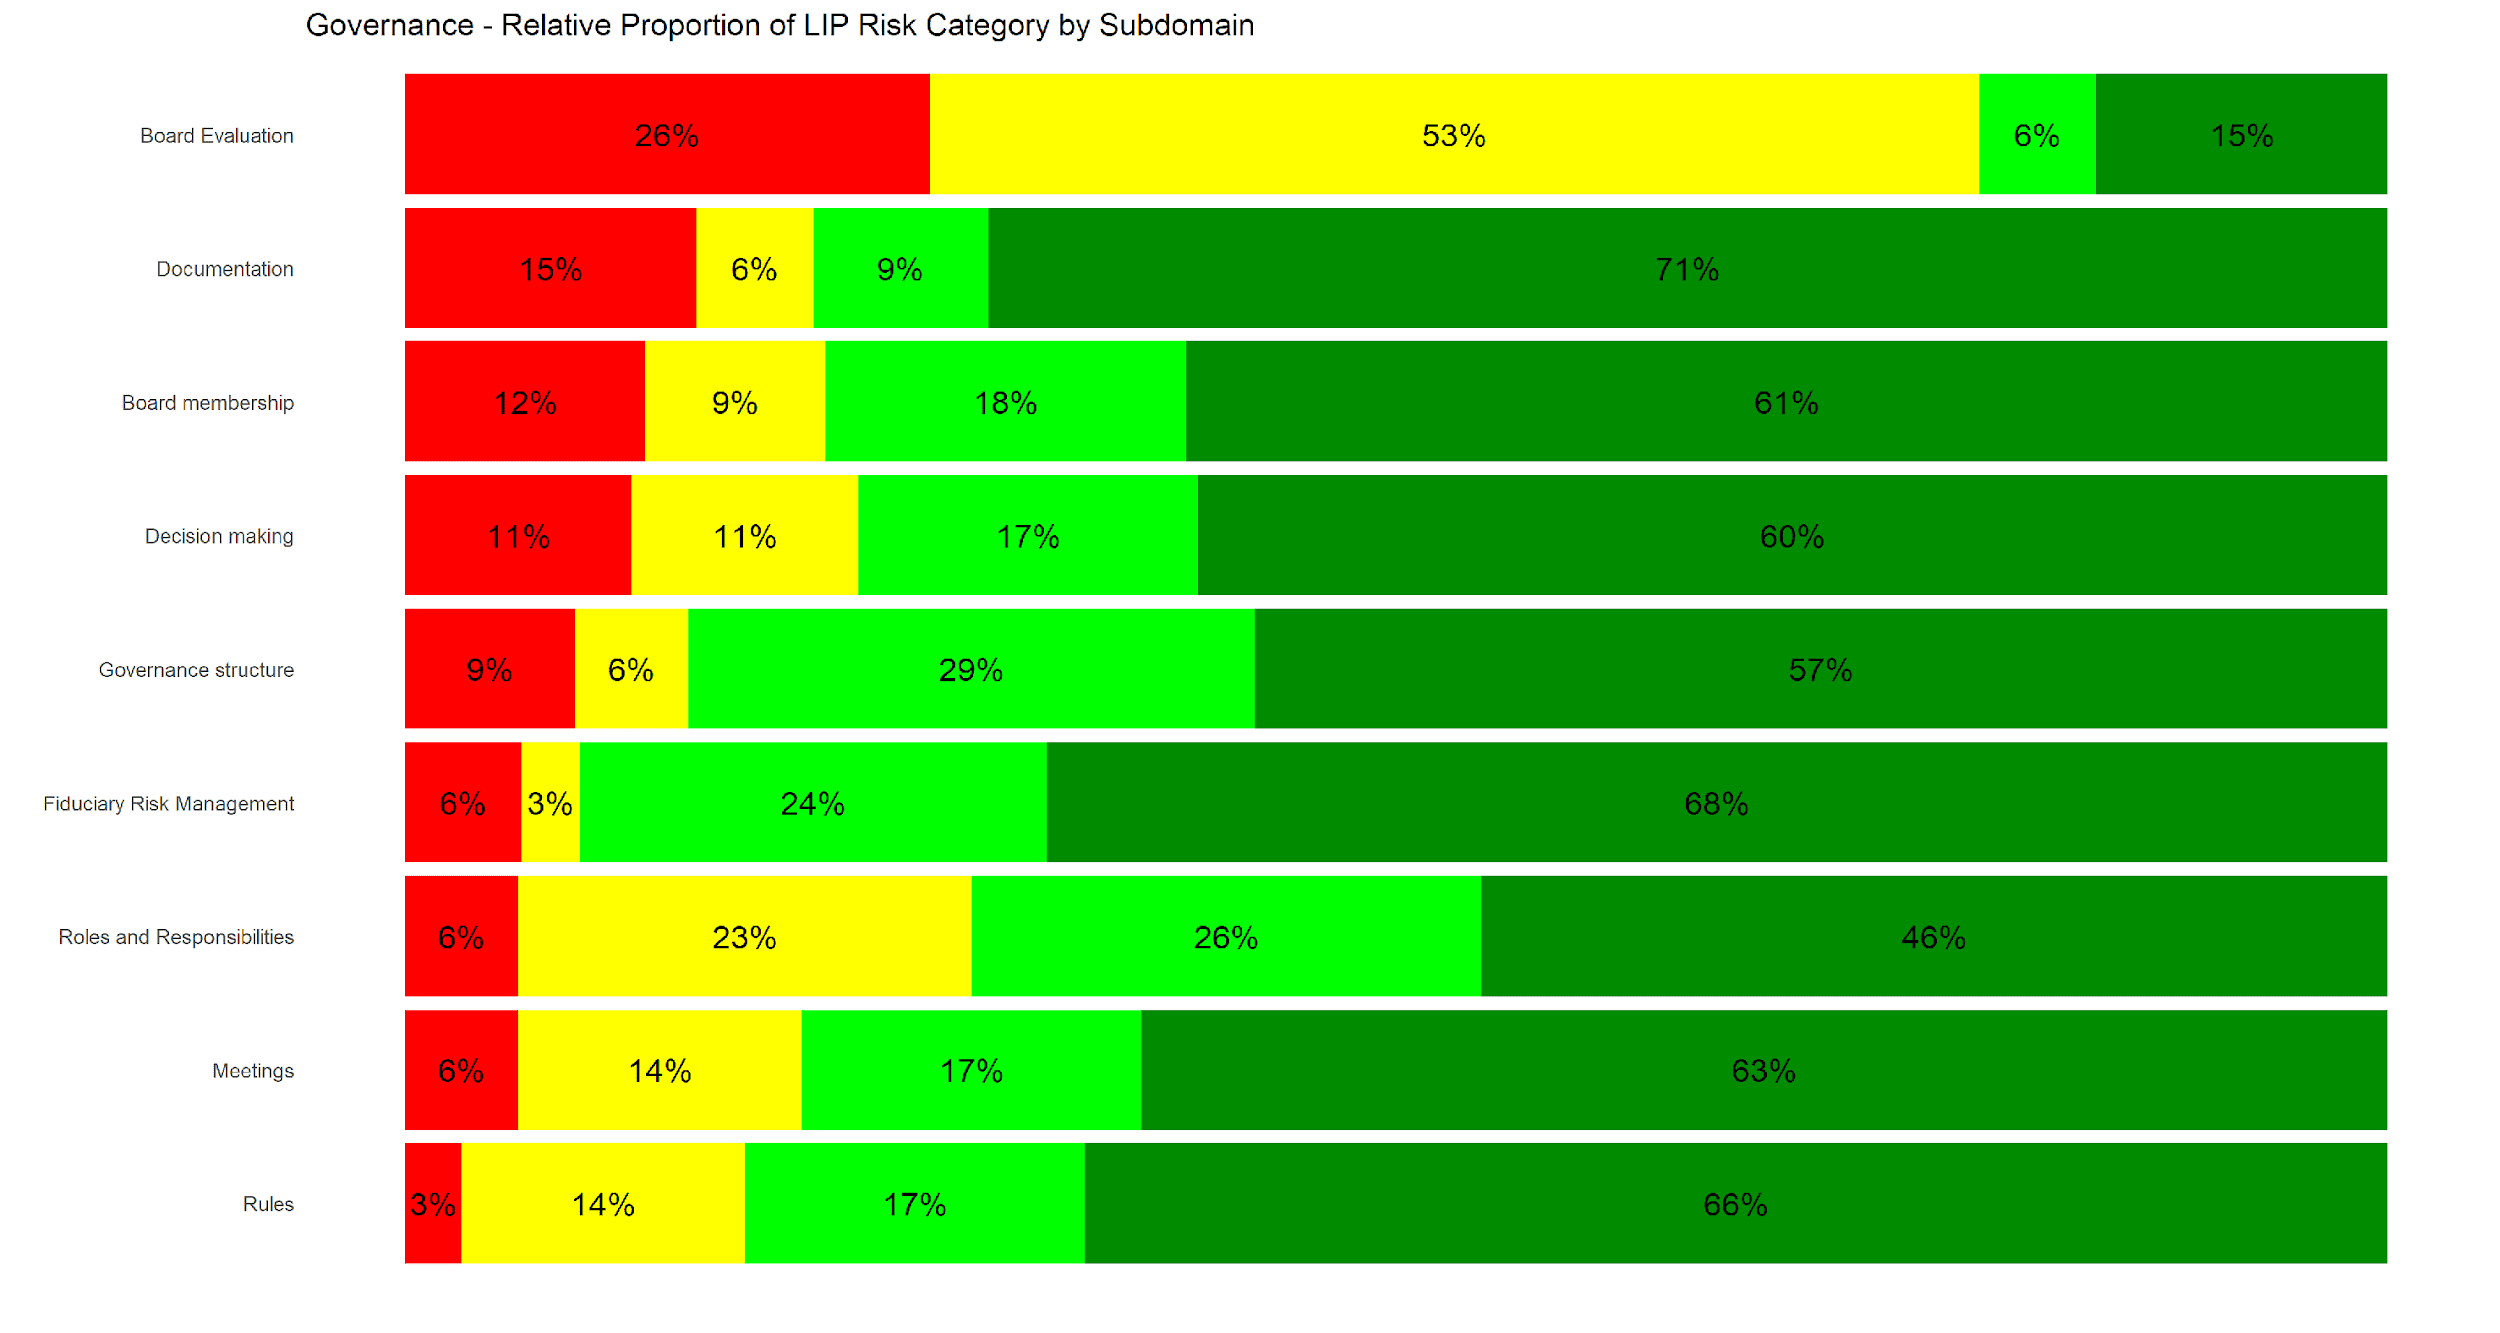 Governance - Relative Proportion of LIP Risk Category by Subdomain
Board Evaluation 26% 53% 6% 15%
Documentation 15% 6% 9% 71%
Board membership 12% 9% 18% 61%
Decision making 11% 11% 17% 60%
Governance structure 9% 6% 29% 57%
Fiduciary Risk Management 6% 3% 24% 68%
Roles and Responsibilities 6% 23% 26% 46%
Meetings 6% 14% 17% 63%
Rules 3% 14% 17% 66%